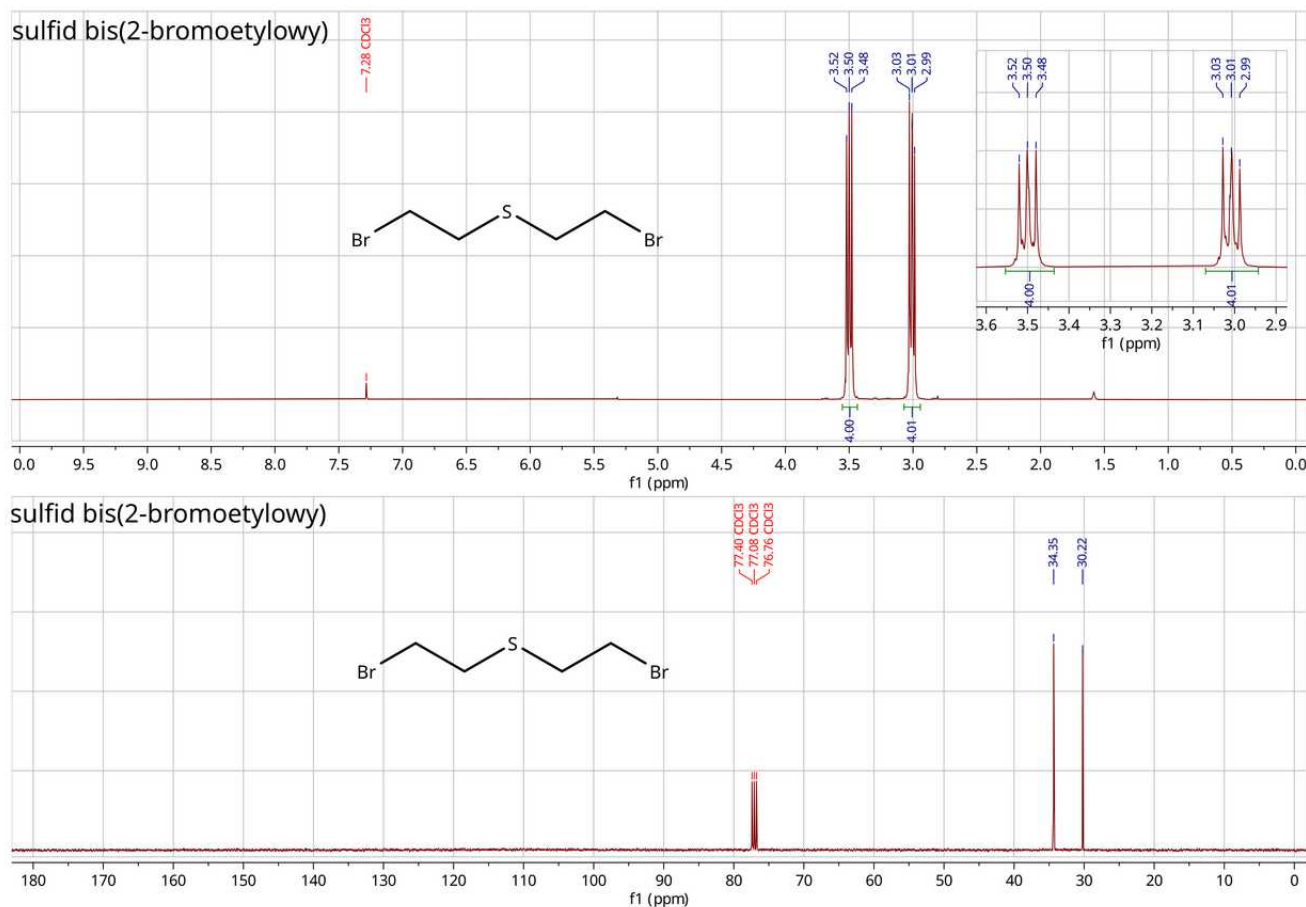 sulfid bis(2-bromoetylowy)
7.28 CDCl3
3.52
3.50
3.48
3.03
3.01
2.99
3.52
3.50
3.48
3.03
3.01
2.99
Br
S
Br
4.00
4.01
3.6 3.5 3.4 3.3 3.2 3.1 3.0 2.9
f1 (ppm)
4.00
4.01
0.0 9.5 9.0 8.5 8.0 7.5 7.0 6.5 6.0 5.5 5.0 4.5 4.0 3.5 3.0 2.5 2.0 1.5 1.0 0.5 0.0
f1 (ppm)
sulfid bis(2-bromoetylowy)
77.40 CDCl3
77.08 CDCl3
76.76 CDCl3
34.35
30.22
Br
S
Br
180 170 160 150 140 130 120 110 100 90 80 70 60 50 40 30 20 10 0
f1 (ppm)